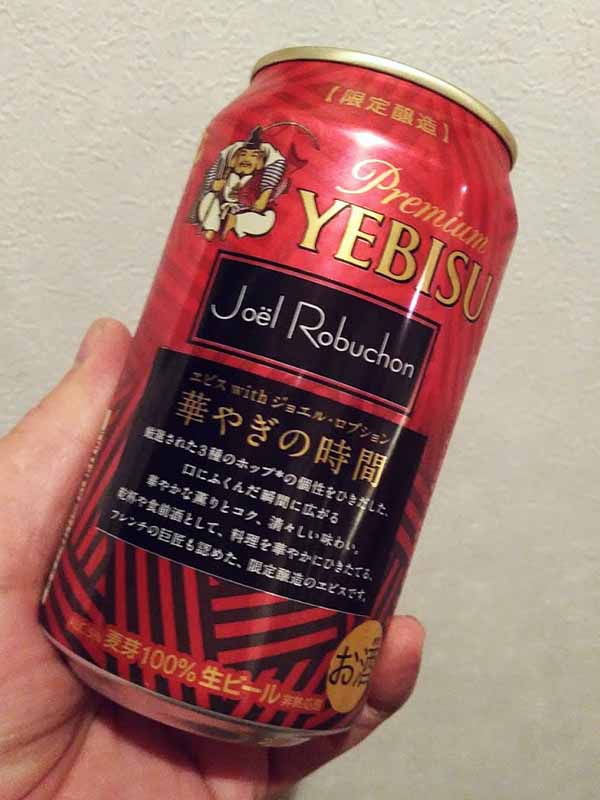 【限定醸造】
Premium
YEBISU
Joël Robuchon
ヱビス with ジョエル・ロブション
華やぎの時間
厳選された3種のホップ*の個性をひきだした、
口にふくんだ瞬間に広がる
華やかな薫りとコク、清々しい味わい。
乾杯や食前酒として、料理を華やかにひきたてる、
フレンチの巨匠も認めた、限定醸造のヱビスです。
麦芽100% 生ビール 非熱処理
お酒